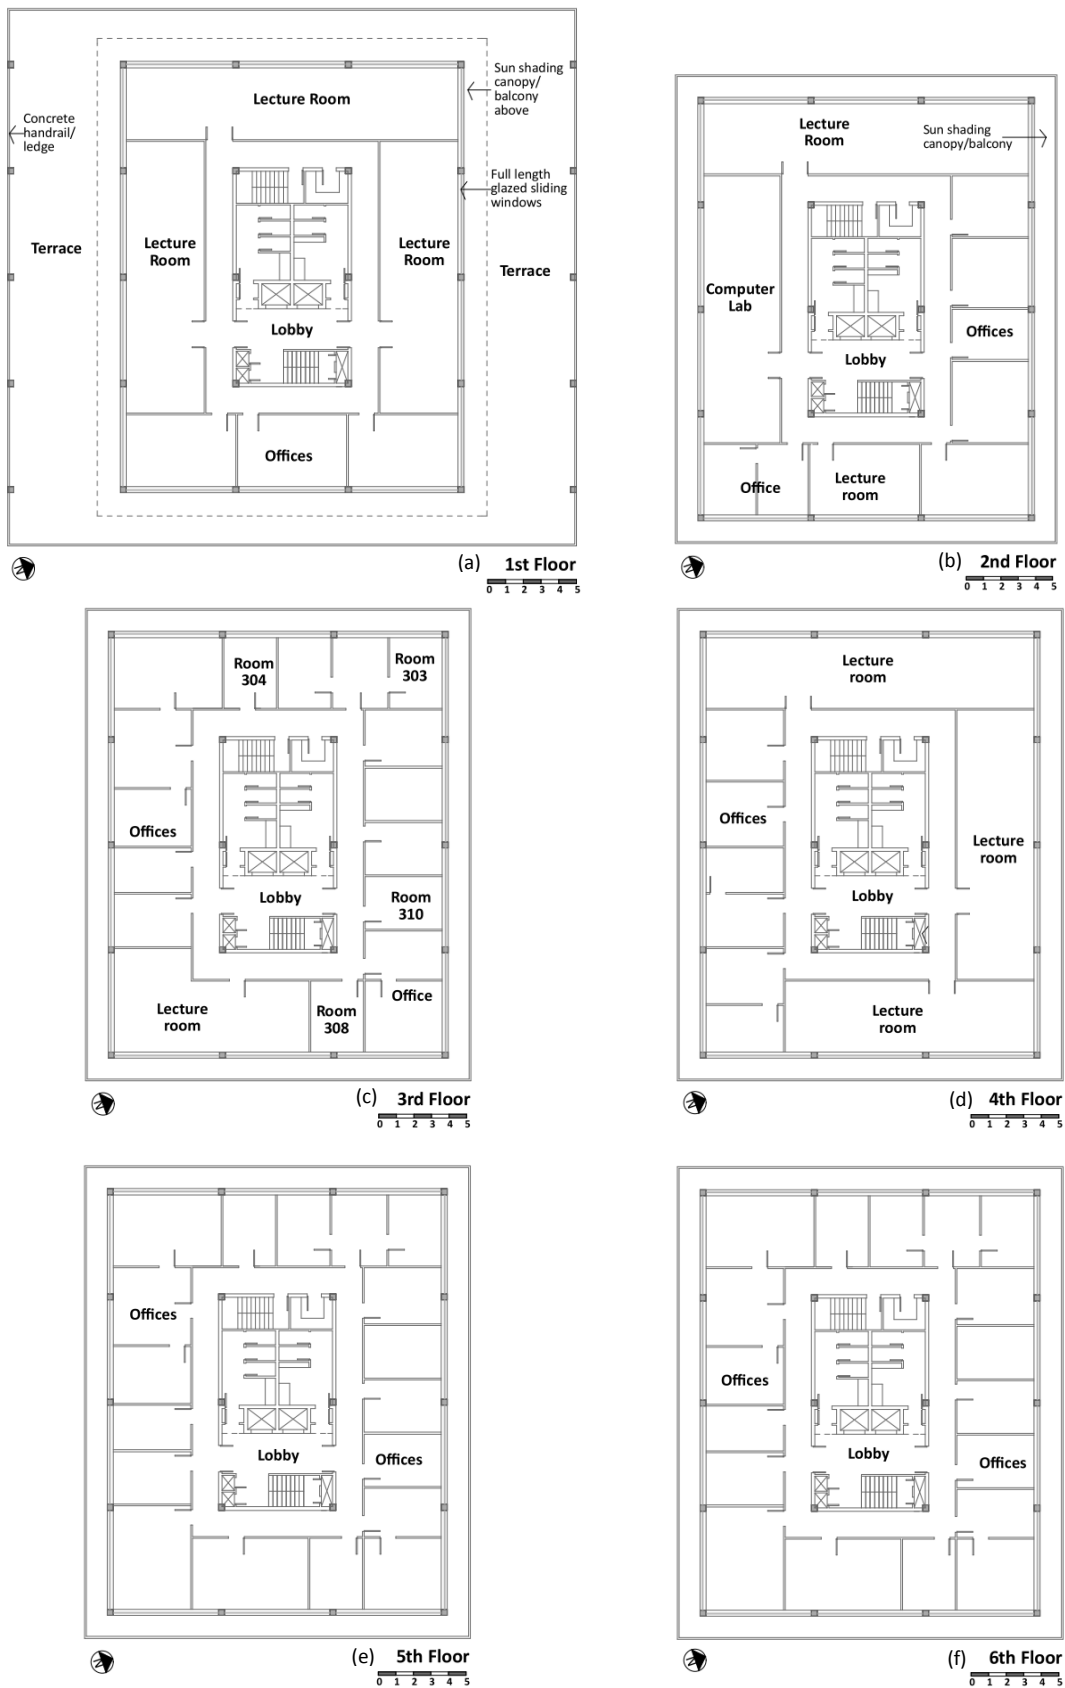 Lecture Room
Sun shading
canopy/
balcony
above
Concrete
handrail/
ledge
Full length
glazed sliding
windows
Terrace
Lecture
Room
Lecture
Room
Terrace
Lobby
Offices
(a) 1st Floor
0 1 2 3 4 5
N
Lecture
Room
Sun shading
canopy/balcony
Computer
Lab
Offices
Lobby
Office
Lecture
room
(b) 2nd Floor
0 1 2 3 4 5
N
Room
304
Room
303
Offices
Lobby
Room
310
Lecture
room
Room
308
Office
(c) 3rd Floor
0 1 2 3 4 5
N
Lecture
room
Offices
Lecture
room
Lobby
Lecture
room
(d) 4th Floor
0 1 2 3 4 5
N
Offices
Lobby
Offices
(e) 5th Floor
0 1 2 3 4 5
N
Offices
Lobby
Offices
(f) 6th Floor
0 1 2 3 4 5
N